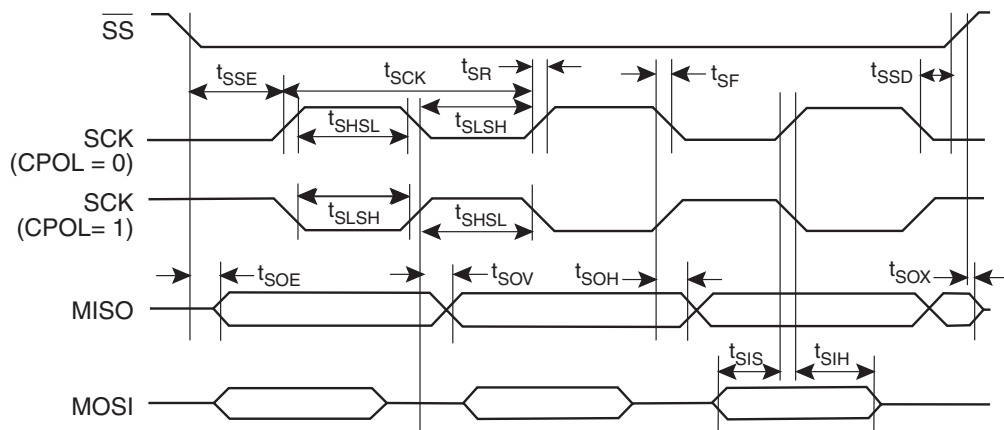 SS
tSSE
tSCK
tSR
tSF
tSSD
SCK
(CPOL = 0)
tSHSL
tSLSH
SCK
(CPOL= 1)
tSLSH
tSHSL
tSOE
tSOV
tSOH
tSOX
MISO
tSIS
tSIH
MOSI